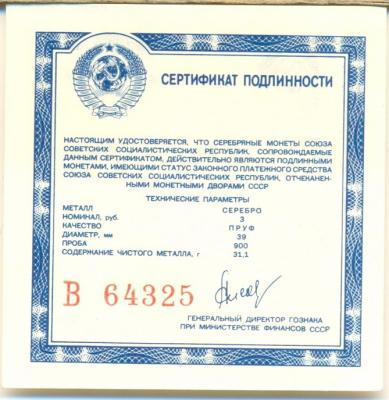 СЕРТИФИКАТ ПОДЛИННОСТИ
НАСТОЯЩИМ УДОСТОВЕРЯЕТСЯ, ЧТО СЕРЕБРЯНЫЕ МОНЕТЫ СОЮЗА
СОВЕТСКИХ СОЦИАЛИСТИЧЕСКИХ РЕСПУБЛИК, СОПРОВОЖДАЕМЫЕ
ДАННЫМ СЕРТИФИКАТОМ, ДЕЙСТВИТЕЛЬНО ЯВЛЯЮТСЯ ПОДЛИННЫМИ
МОНЕТАМИ, ИМЕЮЩИМИ СТАТУС ЗАКОННОГО ПЛАТЕЖНОГО СРЕДСТВА
СОЮЗА СОВЕТСКИХ СОЦИАЛИСТИЧЕСКИХ РЕСПУБЛИК, ОТЧЕКАНЕН-
НЫМИ МОНЕТНЫМИ ДВОРАМИ СССР
ТЕХНИЧЕСКИЕ ПАРАМЕТРЫ
МЕТАЛЛ СЕРЕБРО
НОМИНАЛ, руб. 3
КАЧЕСТВО ПРУФ
ДИАМЕТР, мм 39
ПРОБА 900
СОДЕРЖАНИЕ ЧИСТОГО МЕТАЛЛА, г 31,1
В 64325
ГЕНЕРАЛЬНЫЙ ДИРЕКТОР ГОЗНАКА
ПРИ МИНИСТЕРСТВЕ ФИНАНСОВ СССР